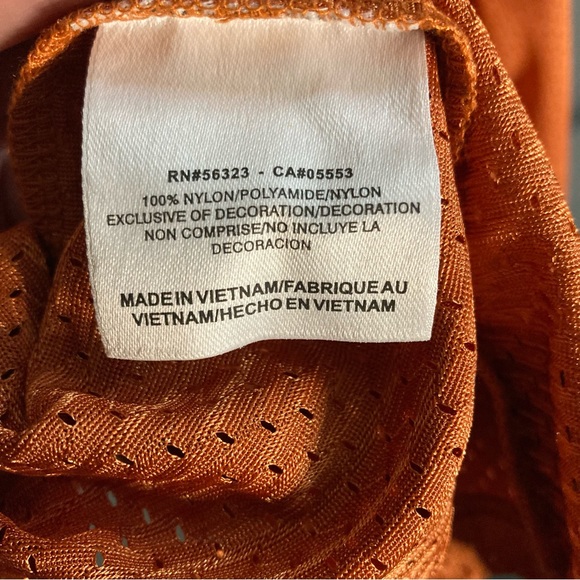 RN#56323 - CA#05553
100% NYLON/POLYAMIDE/NYLON
EXCLUSIVE OF DECORATION/DECORATION
NON COMPRISE/NO INCLUYE LA
DECORACION
MADE IN VIETNAM/FABRIQUE AU
VIETNAM/HECHO EN VIETNAM